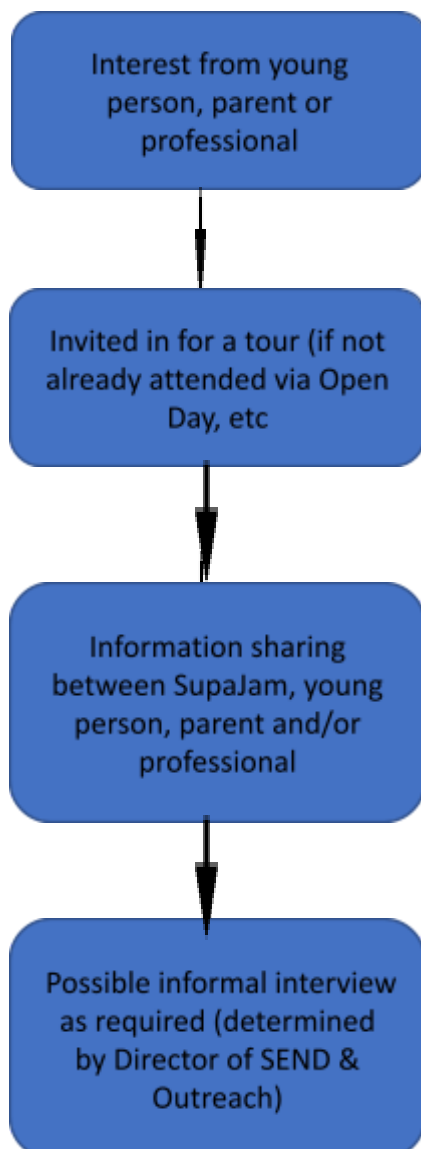 Interest from young
person, parent or
professional
Invited in for a tour (if not
already attended via Open
Day, etc
Information sharing
between SupaJam, young
person, parent and/or
professional
Possible informal interview
as required (determined
by Director of SEND &
Outreach)